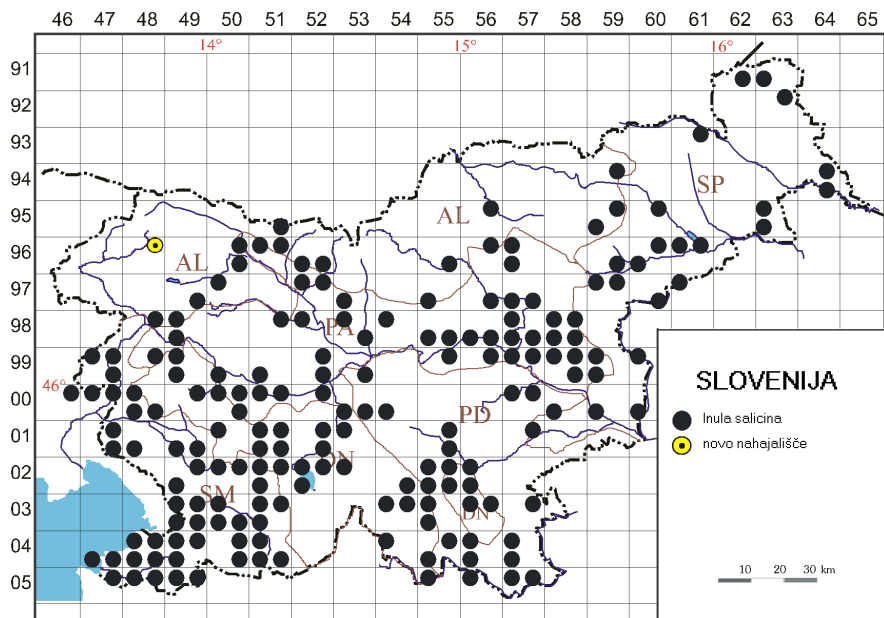 46 47 48 49 50 51 52 53 54 55 56 57 58 59 60 61 62 63 64 65
14° 15° 16°
91
92
93
94
SP
95
AL
96
AL
97
98
PA
99
46°
00
PD
01
02
DN
SM
03
DN
04
05
SLOVENIJA
Inula salicina
novo nahajališče
10 20 30 km